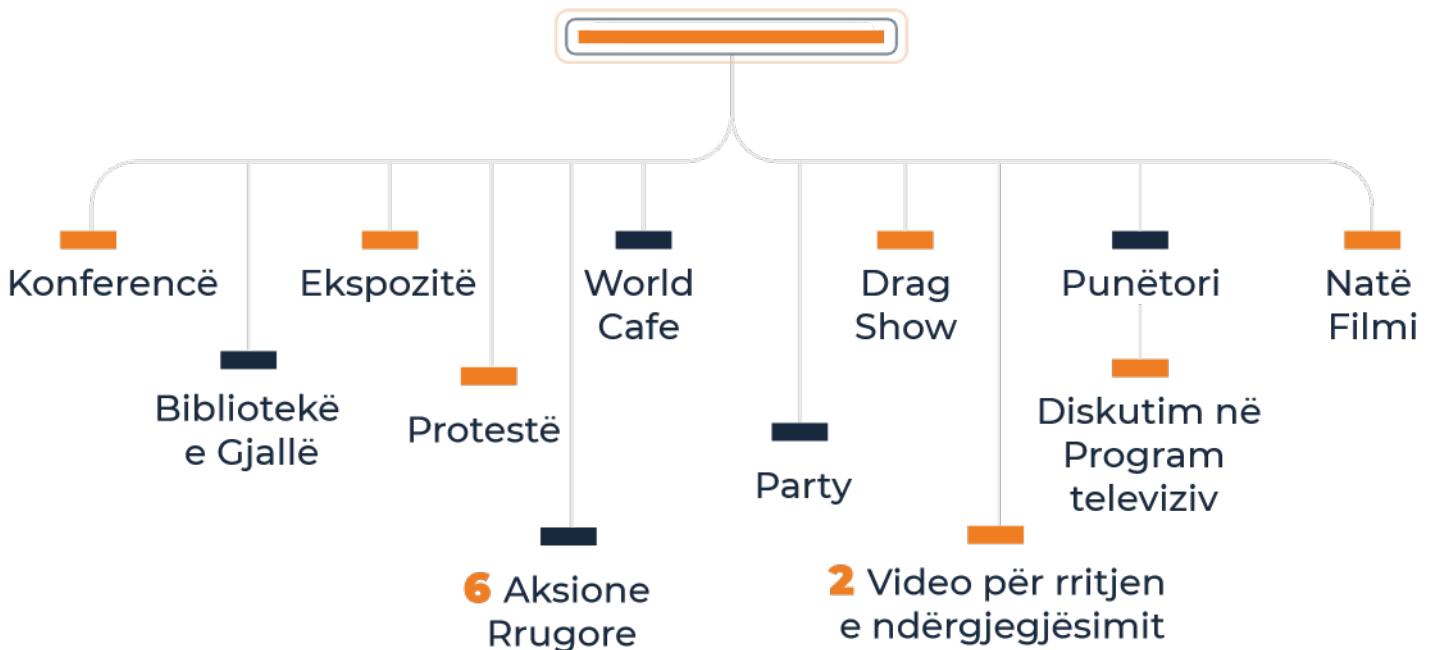 Konferencë
Bibliotekë
e Gjallë
Ekspozitë
Protestë
6 Aksione
Rrugore
World
Cafe
Party
Drag
Show
2 Video për rritjen
e ndërgjegjësimit
Punëtori
Diskutim në
Program
televiziv
Natë
Filmi